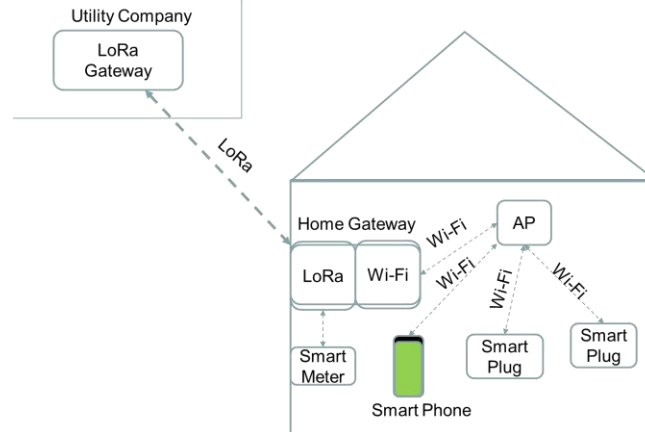 Utility Company
LoRa
Gateway
LoRa
Home Gateway
LoRa
Wi-Fi
Wi-Fi
Wi-Fi
Wi-Fi
Wi-Fi
AP
Smart
Meter
Smart Phone
Smart
Plug
Smart
Plug